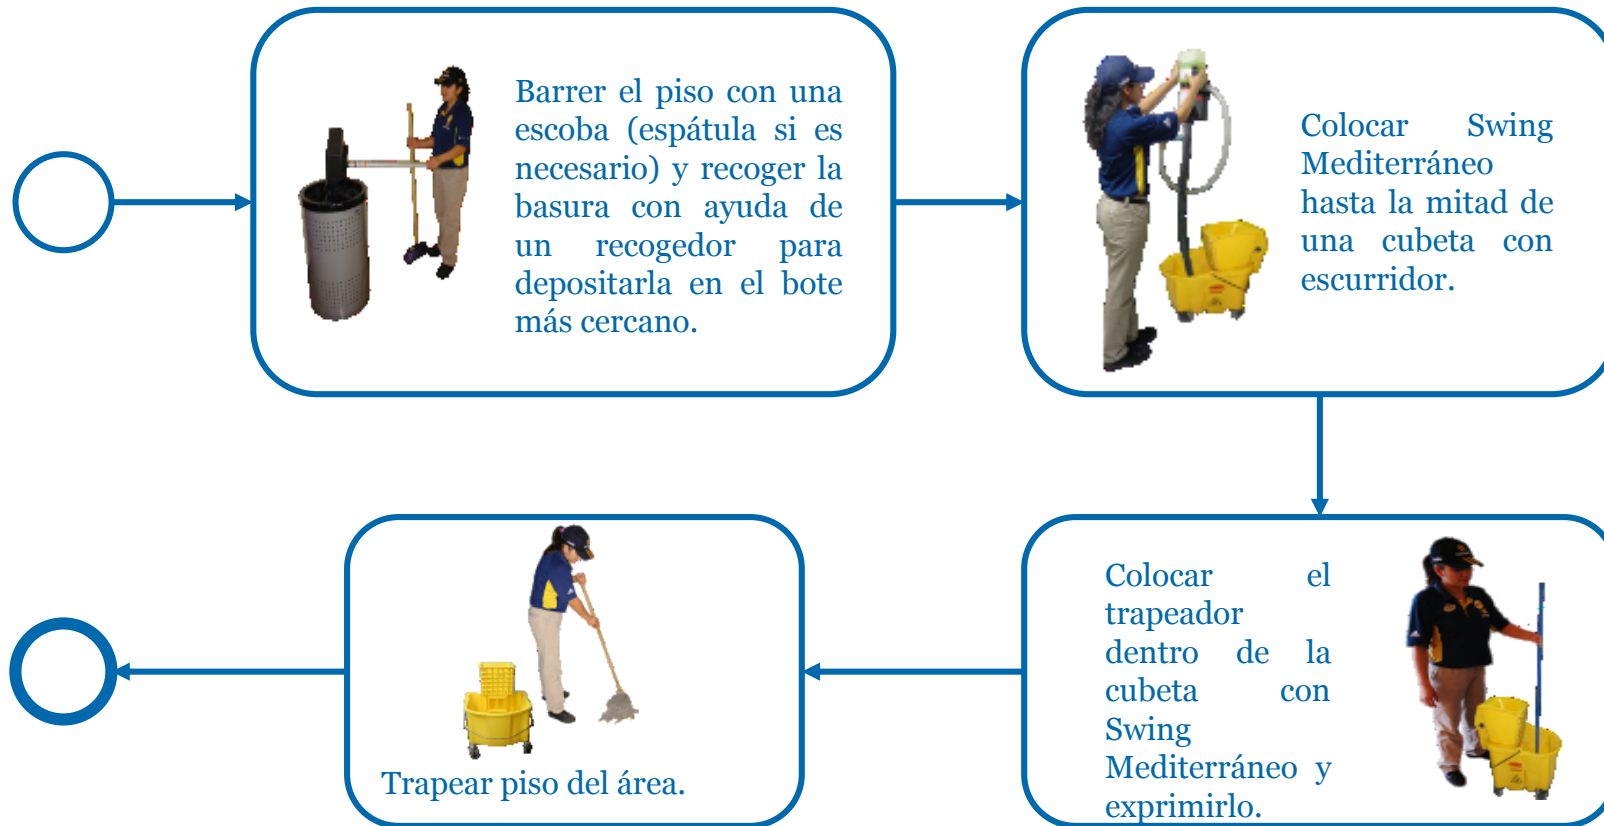 Barrer el piso con una
escoba (espátula si es
necesario) y recoger la
basura con ayuda de
un recogedor para
depositarla en el bote
más cercano.
Colocar Swing
Mediterráneo
hasta la mitad de
una cubeta con
escurridor.
Colocar el
trapeador
dentro de la
cubeta con
Swing
Mediterráneo y
exprimirlo.
Trapear piso del área.